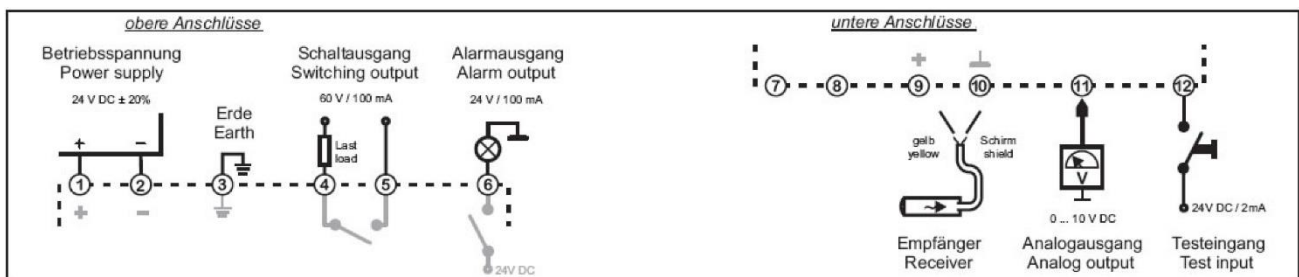 obere Anschlüsse
Betriebsspannung
Power supply
24 V DC ± 20%
+ −
Erde
Earth
Schaltausgang
Switching output
60 V / 100 mA
Last
load
Alarmausgang
Alarm output
24 V / 100 mA
1 2 3 4 5 6
+ −
24V DC
untere Anschlüsse
+
7 8 9 10 11 12
gelb
yellow
Schirm
shield
V
0 ... 10 V DC
24V DC / 2mA
Empfänger
Receiver
Analogausgang
Analog output
Testeingang
Test input